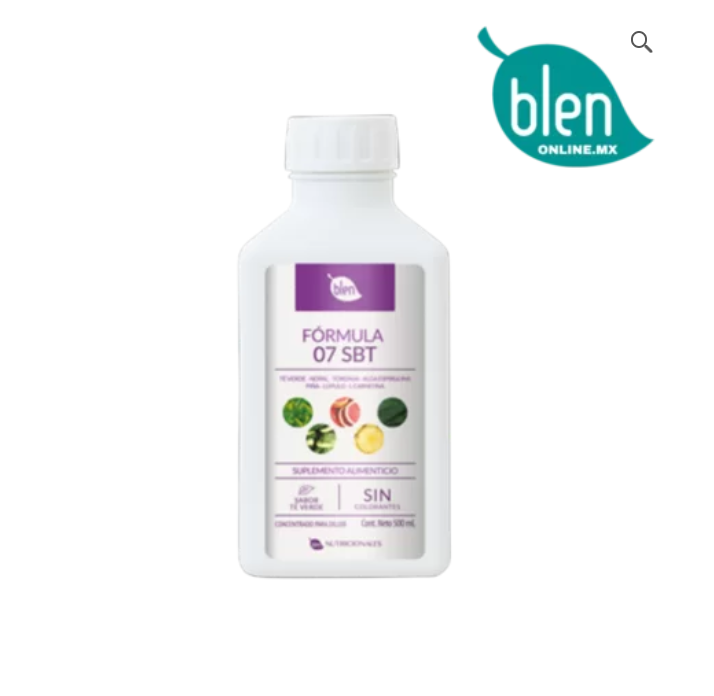 blen
ONLINE.MX
blen
FÓRMULA
07 SBT
TÉ VERDE · NOPAL · TORONJA · ALGA ESPIRULINA
PIÑA · LÚPULO · L-CARNITINA
SUPLEMENTO ALIMENTICIO
SABOR
TÉ VERDE
SIN
COLORANTES
CONCENTRADO PARA DILUIR
Cont. Neto 500 mL
NUTRICIONALES